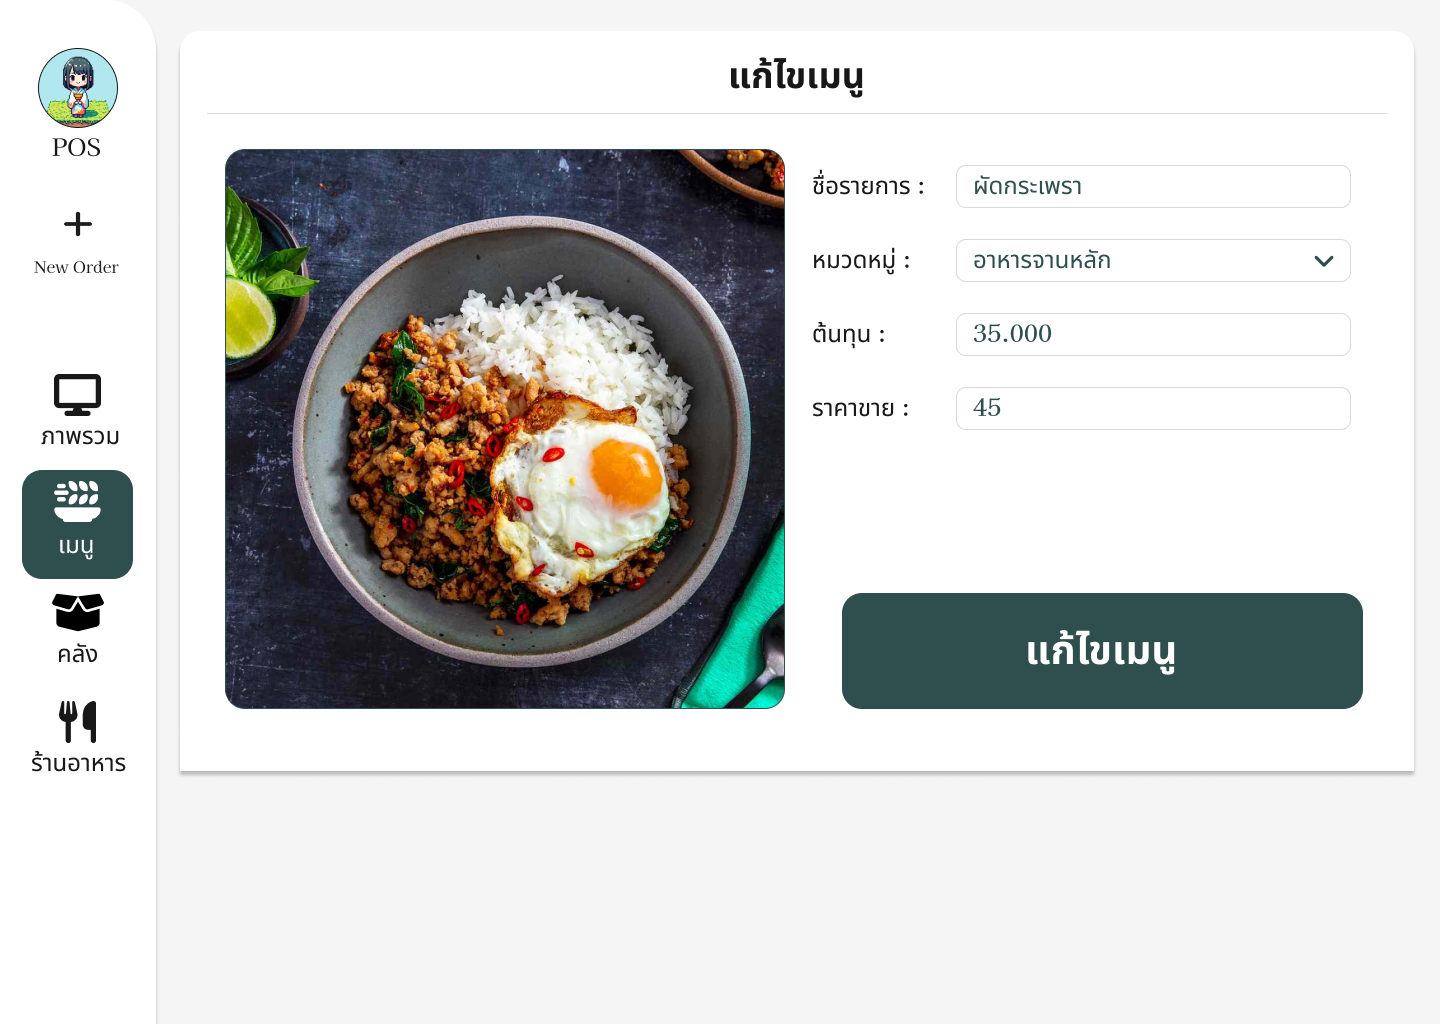 POS
New Order
ภาพรวม
เมนู
คลัง
ร้านอาหาร
แก้ไขเมนู
ชื่อรายการ : ผัดกระเพรา
หมวดหมู่ : อาหารจานหลัก
ต้นทุน : 35.000
ราคาขาย : 45
แก้ไขเมนู